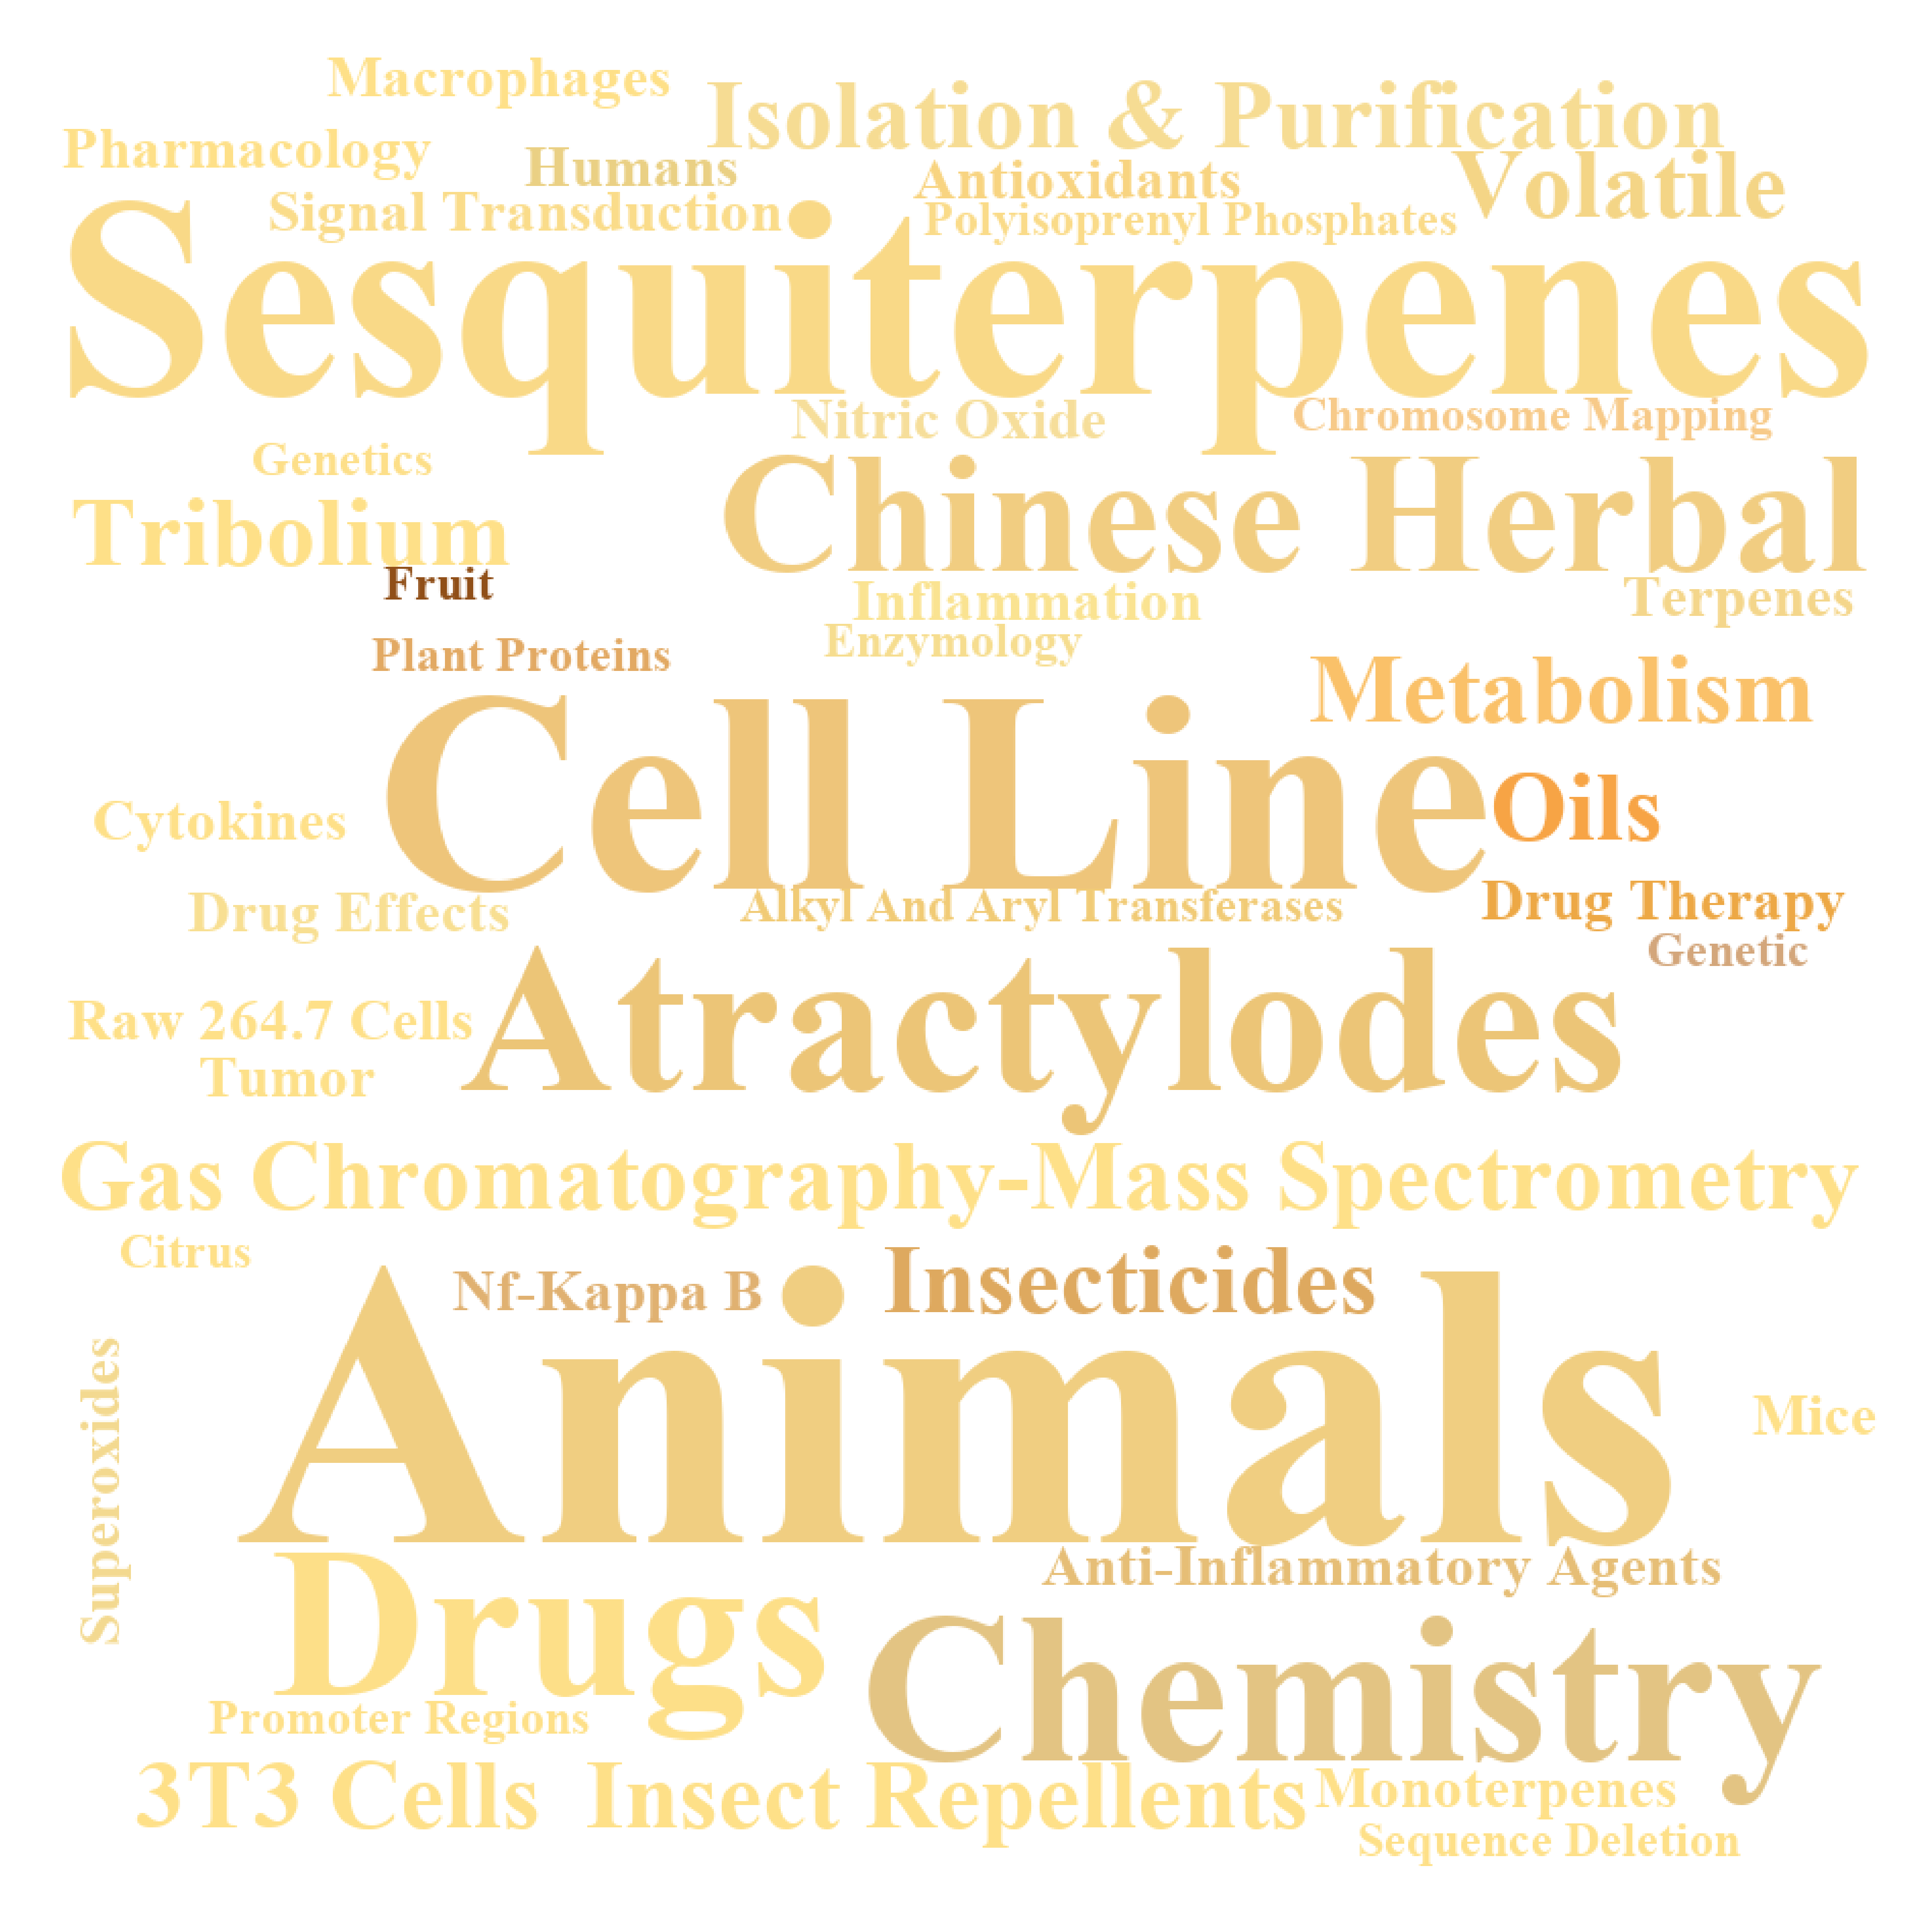 Macrophages
Isolation & Purification
Pharmacology
Humans
Antioxidants
Volatile
Signal Transduction
Polyisoprenyl Phosphates
Sesquiterpenes
Nitric Oxide
Chromosome Mapping
Genetics
Chinese Herbal
Tribolium
Fruit
Inflammation
Terpenes
Enzymology
Plant Proteins
Metabolism
Cell Line
Cytokines
Oils
Drug Effects
Alkyl And Aryl Transferases
Drug Therapy
Genetic
Raw 264.7 Cells
Atractylodes
Tumor
Gas Chromatography-Mass Spectrometry
Citrus
Nf-Kappa B
Insecticides
Animals
Mice
Superoxides
Anti-Inflammatory Agents
Drugs
Chemistry
Promoter Regions
3T3 Cells
Insect Repellents
Monoterpenes
Sequence Deletion